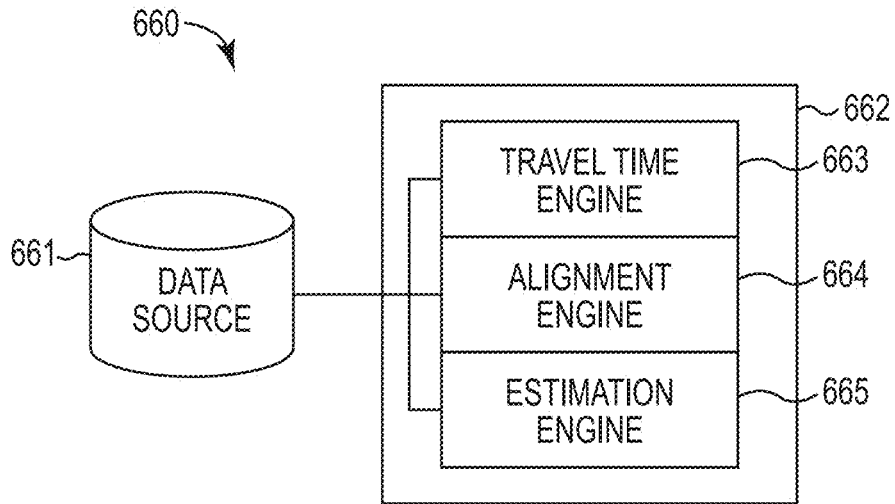 660
662
TRAVEL TIME
ENGINE
663
661
DATA
SOURCE
ALIGNMENT
ENGINE
664
ESTIMATION
ENGINE
665